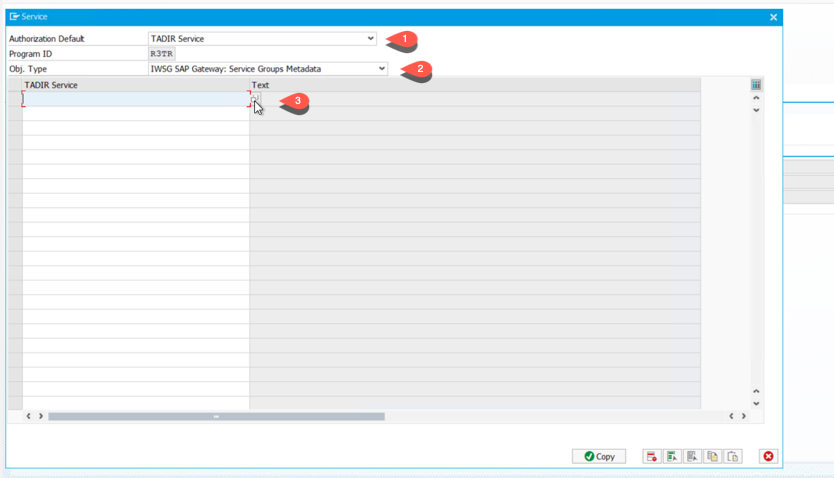 Service
Authorization Default TADIR Service 1
Program ID R3TR
Obj. Type IWSG SAP Gateway: Service Groups Metadata 2
TADIR Service Text
3
Copy